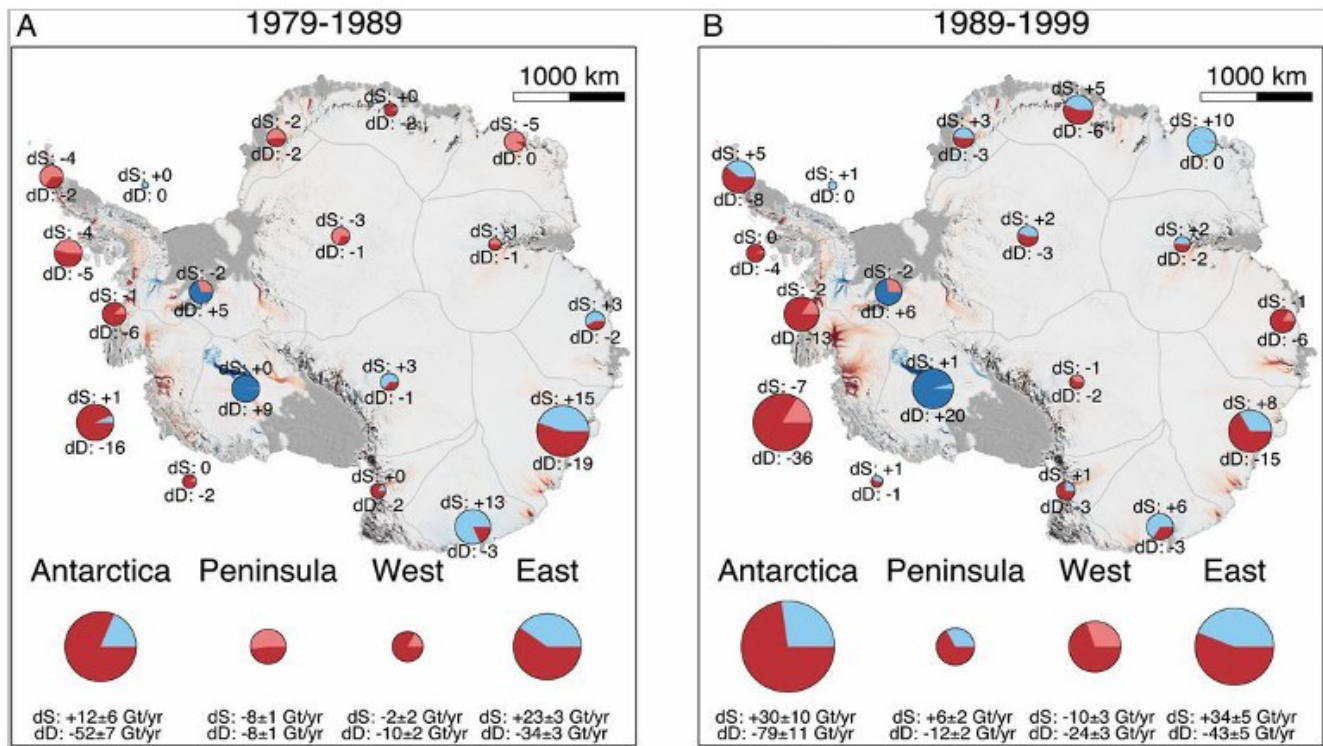 A
1979-1989
1000 km
dS: +0
dD: -2
dS: -2
dD: -2
dS: -5
dD: 0
dS: -4
dD: -2
dS: +0
dD: 0
dS: -3
dD: -1
dS: -1
dD: -1
dS: -4
dD: -5
dS: -2
dD: +5
dS: -1
dD: -6
dS: +3
dD: -2
dS: +0
dD: +9
dS: +3
dD: -1
dS: +1
dD: -16
dS: +15
dD: -19
dS: 0
dD: -2
dS: +0
dD: -2
dS: +13
dD: -3
Antarctica Peninsula West East
dS: +12±6 Gt/yr dS: -8±1 Gt/yr dS: -2±2 Gt/yr dS: +23±3 Gt/yr
dD: -52±7 Gt/yr dD: -8±1 Gt/yr dD: -10±2 Gt/yr dD: -34±3 Gt/yr
B
1989-1999
1000 km
dS: +5
dD: -6
dS: +3
dD: -3
dS: +10
dD: 0
dS: +5
dD: -8
dS: +1
dD: 0
dS: +2
dD: -3
dS: +2
dD: -2
dS: 0
dD: -4
dS: -2
dD: +6
dS: -2
dD: -13
dS: -1
dD: -6
dS: +1
dD: +20
dS: -1
dD: -2
dS: -7
dD: -36
dS: +8
dD: -15
dS: +1
dD: -1
dS: +1
dD: -3
dS: +6
dD: -3
Antarctica Peninsula West East
dS: +30±10 Gt/yr dS: +6±2 Gt/yr dS: -10±3 Gt/yr dS: +34±5 Gt/yr
dD: -79±11 Gt/yr dD: -12±2 Gt/yr dD: -24±3 Gt/yr dD: -43±5 Gt/yr